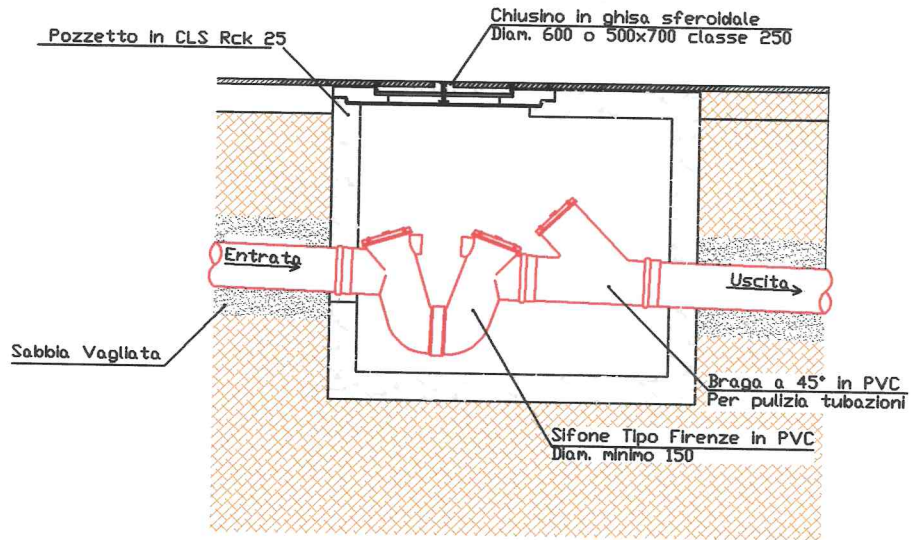 Chiusino in ghisa sferoidale
Diam. 600 o 500x700 classe 250
Pozzetto in CLS Rck 25
Entrata
Uscita
Sabbia Vagliata
Braga a 45° in PVC
Per pulizia tubazioni
Sifone Tipo Firenze in PVC
Diam. minimo 150